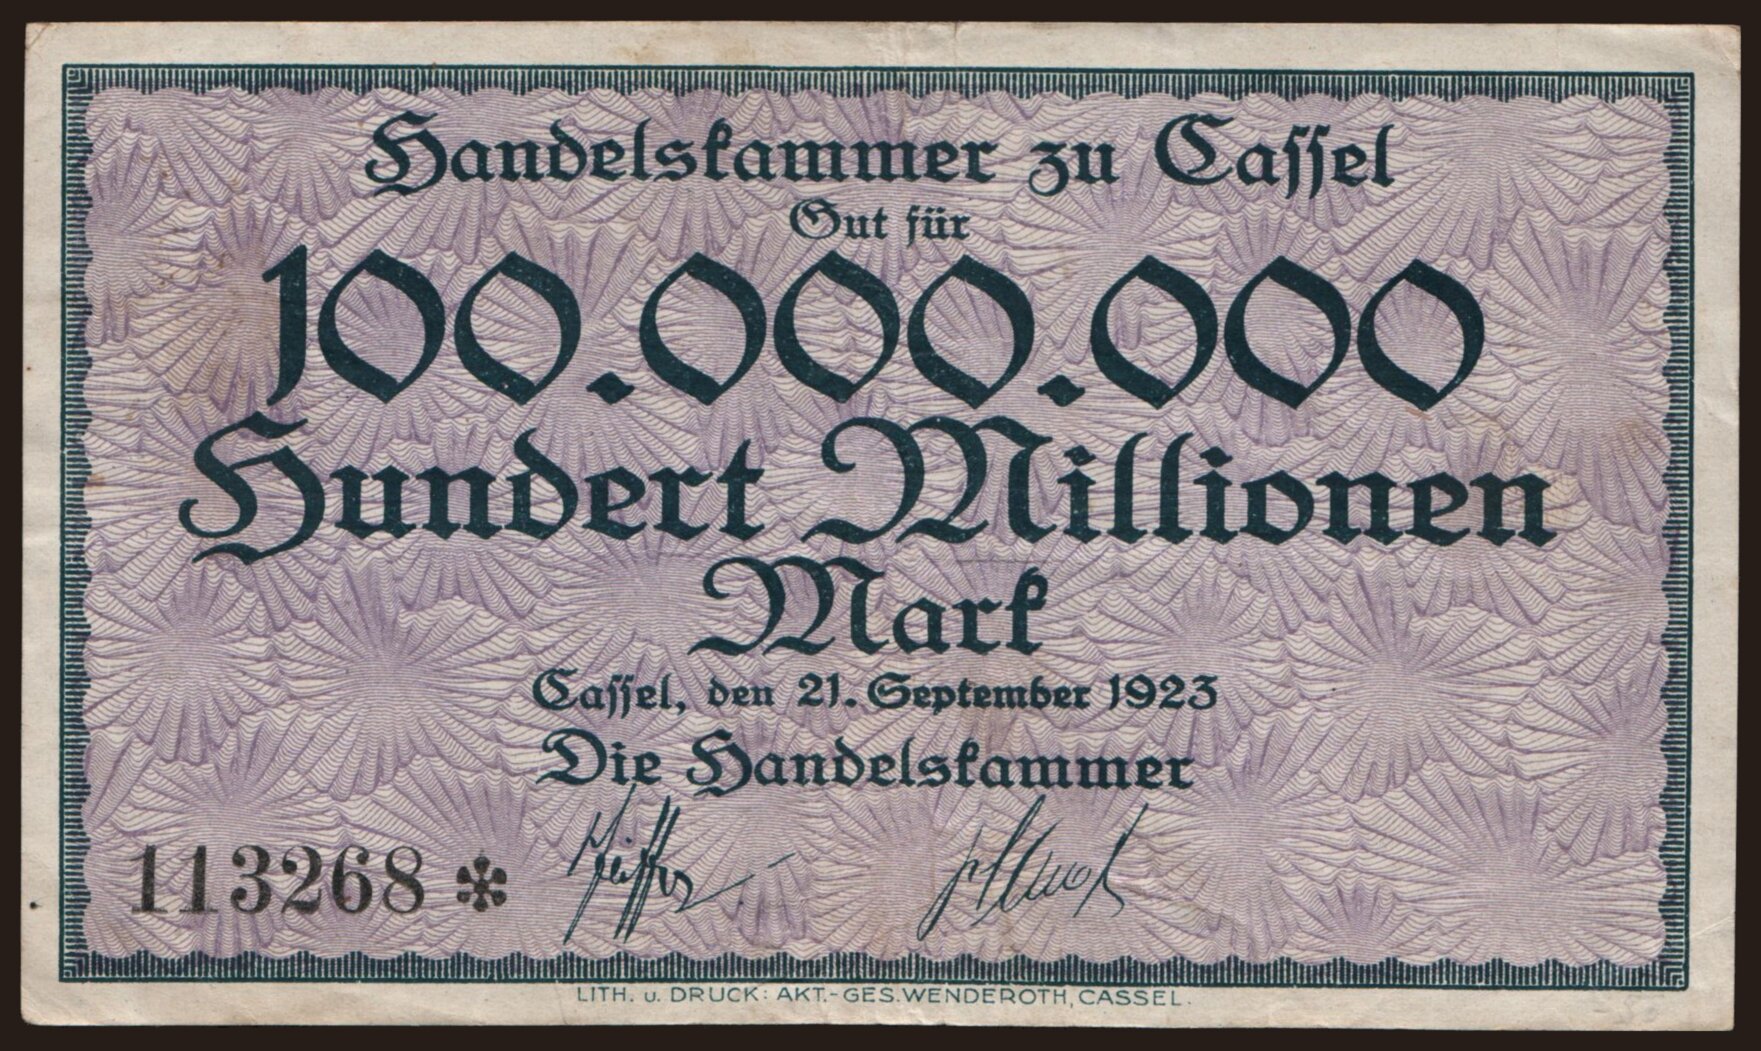 Handelskammer zu Cassel
Gut für
100.000.000
Hundert Millionen
Mark
Cassel, den 21. September 1923
Die Handelskammer
113268 *
LITH. u. DRUCK: AKT.-GES. WENDEROTH, CASSEL.